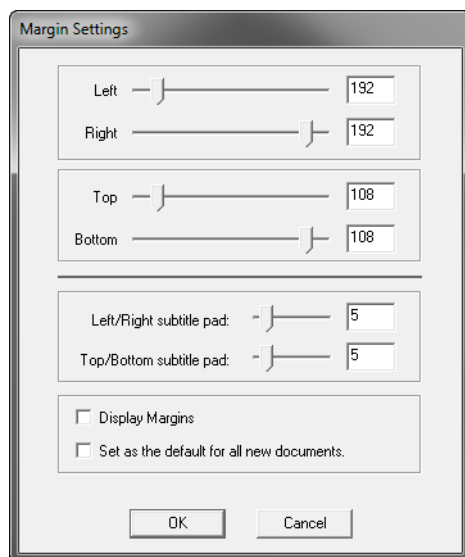 Margin Settings
Left 192
Right 192
Top 108
Bottom 108
Left/Right subtitle pad: 5
Top/Bottom subtitle pad: 5
Display Margins
Set as the default for all new documents.
OK Cancel